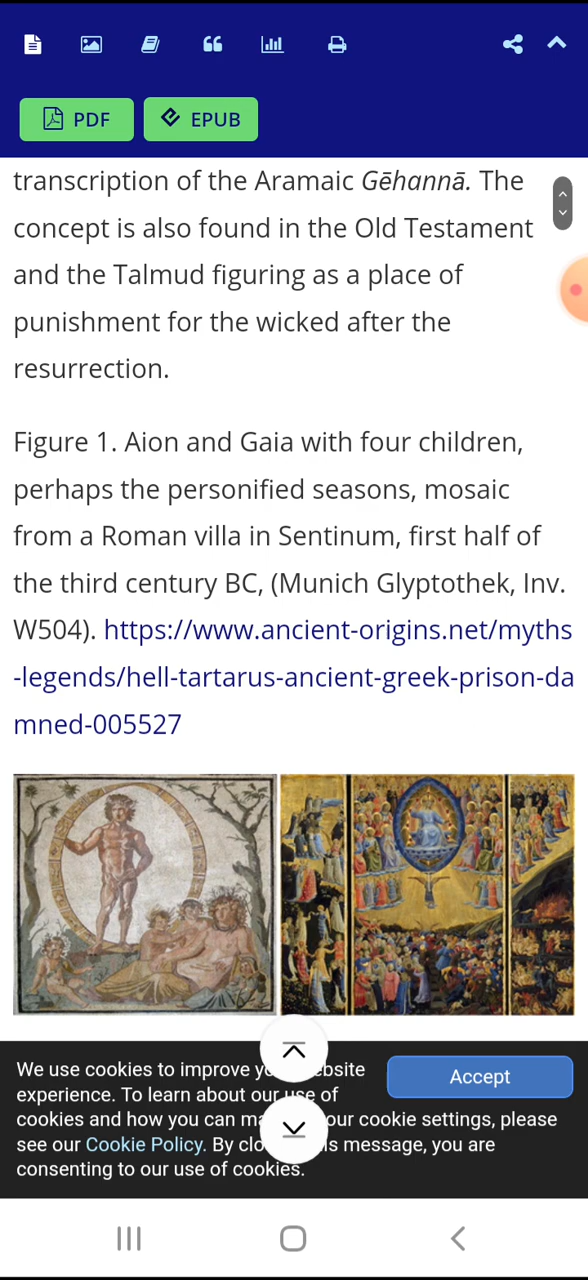 PDF
EPUB
transcription of the Aramaic Gēhannā. The
concept is also found in the Old Testament
and the Talmud figuring as a place of
punishment for the wicked after the
resurrection.
Figure 1. Aion and Gaia with four children,
perhaps the personified seasons, mosaic
from a Roman villa in Sentinum, first half of
the third century BC, (Munich Glyptothek, Inv.
W504). https://www.ancient-origins.net/myths
-legends/hell-tartarus-ancient-greek-prison-da
mned-005527
We use cookies to improve
Accept
experience. To learn about our use of
cookies and how you can our cookie settings, please
see our Cookie Policy. By message, you are
consenting to our use of cookies.